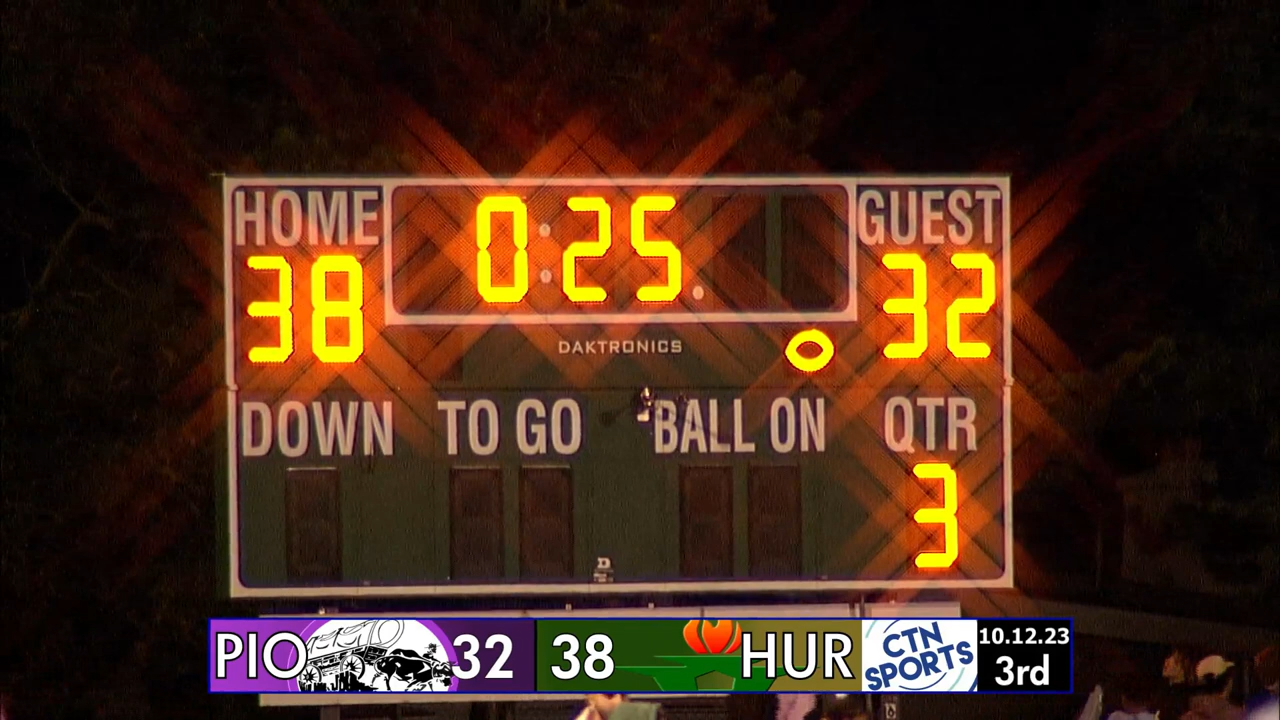 HOME 0:25 GUEST
38 32
DAKTRONICS
DOWN TO GO BALL ON QTR
3
PIO 32 38 HUR CTN SPORTS 10.12.23
3rd